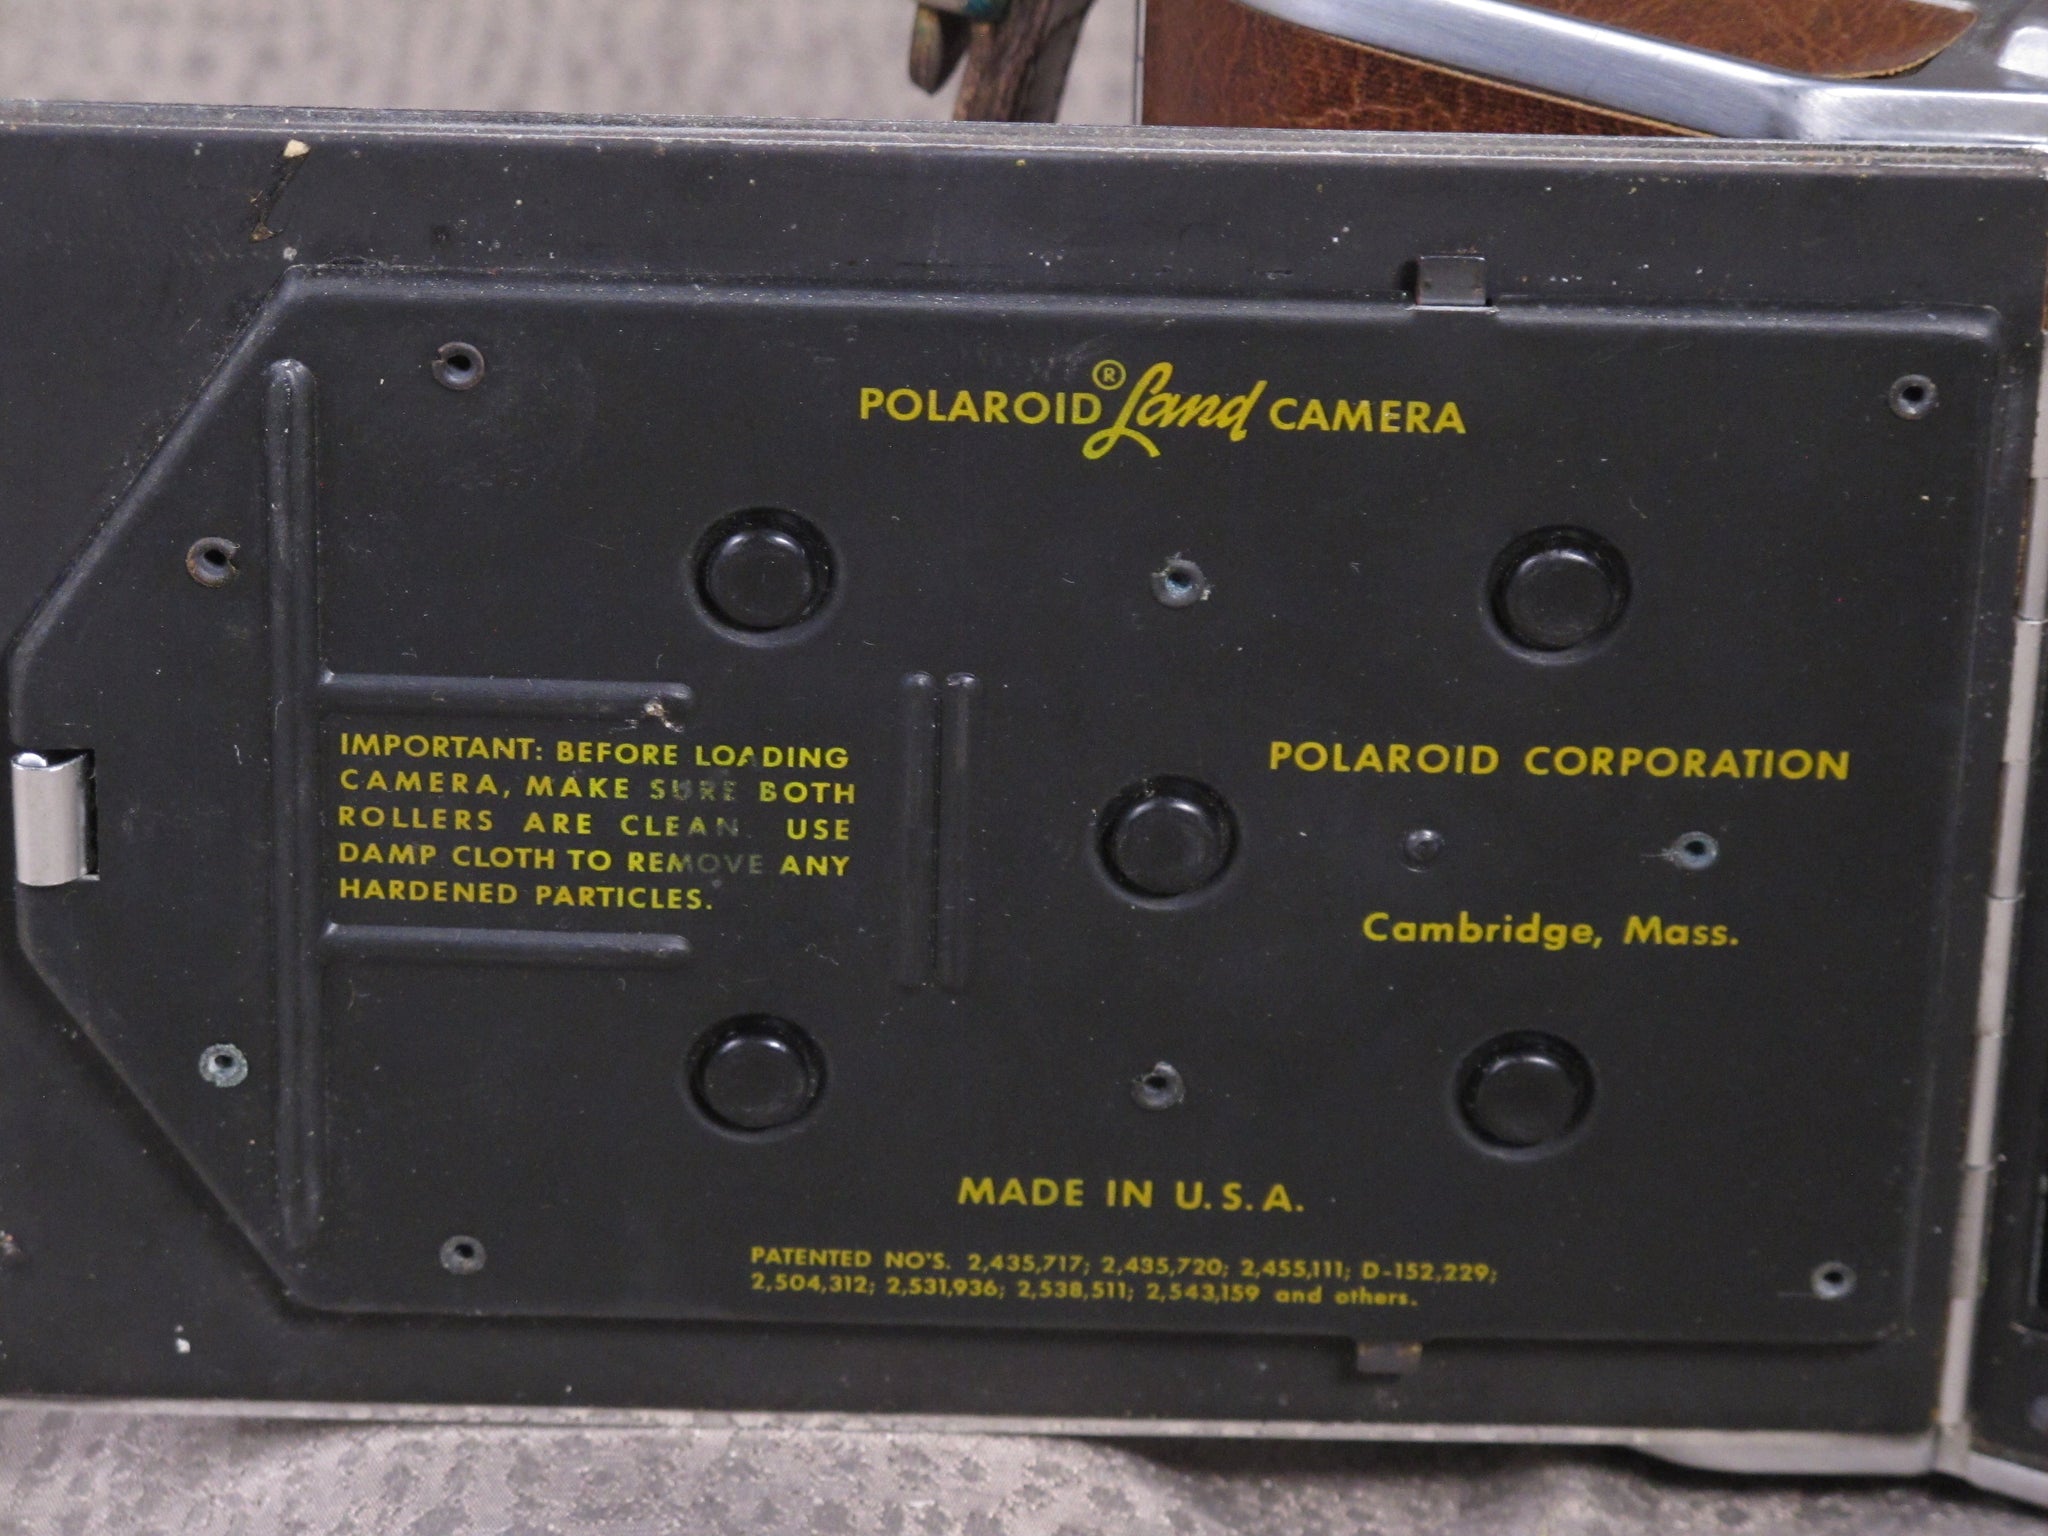 POLAROID® Land CAMERA
IMPORTANT: BEFORE LOADING
CAMERA, MAKE SURE BOTH
ROLLERS ARE CLEAN. USE
DAMP CLOTH TO REMOVE ANY
HARDENED PARTICLES.
POLAROID CORPORATION
Cambridge, Mass.
MADE IN U.S.A.
PATENTED NO'S. 2,435,717; 2,435,720; 2,455,111; D-152,229;
2,504,312; 2,531,936; 2,538,511; 2,543,159 and others.